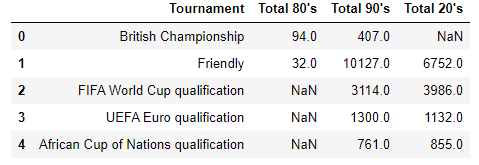 Tournament Total 80's Total 90's Total 20's
0 British Championship 94.0 407.0 NaN
1 Friendly 32.0 10127.0 6752.0
2 FIFA World Cup qualification NaN 3114.0 3986.0
3 UEFA Euro qualification NaN 1300.0 1132.0
4 African Cup of Nations qualification NaN 761.0 855.0